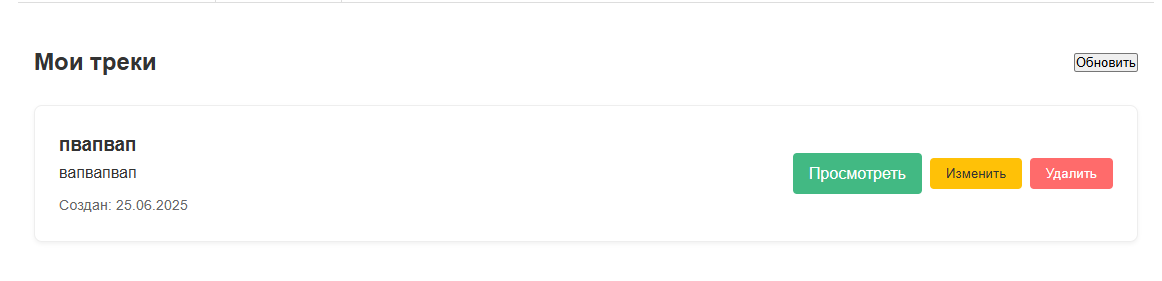 Мои треки
Обновить
пвапвап
вапвапвап
Создан: 25.06.2025
Просмотреть
Изменить
Удалить